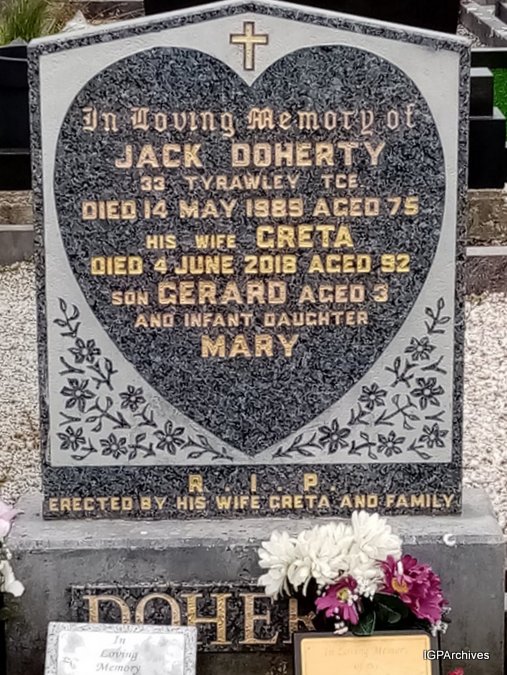 In Loving Memory of
JACK DOHERTY
33 TYRAWLEY TCE.
DIED 14 MAY 1989 AGED 75
HIS WIFE GRETA
DIED 4 JUNE 2018 AGED 92
SON GERARD AGED 3
AND INFANT DAUGHTER
MARY
R.I.P.
ERECTED BY HIS WIFE GRETA AND FAMILY
DOHER
In
Loving
Memory
In Loving Memory
IGPArchives